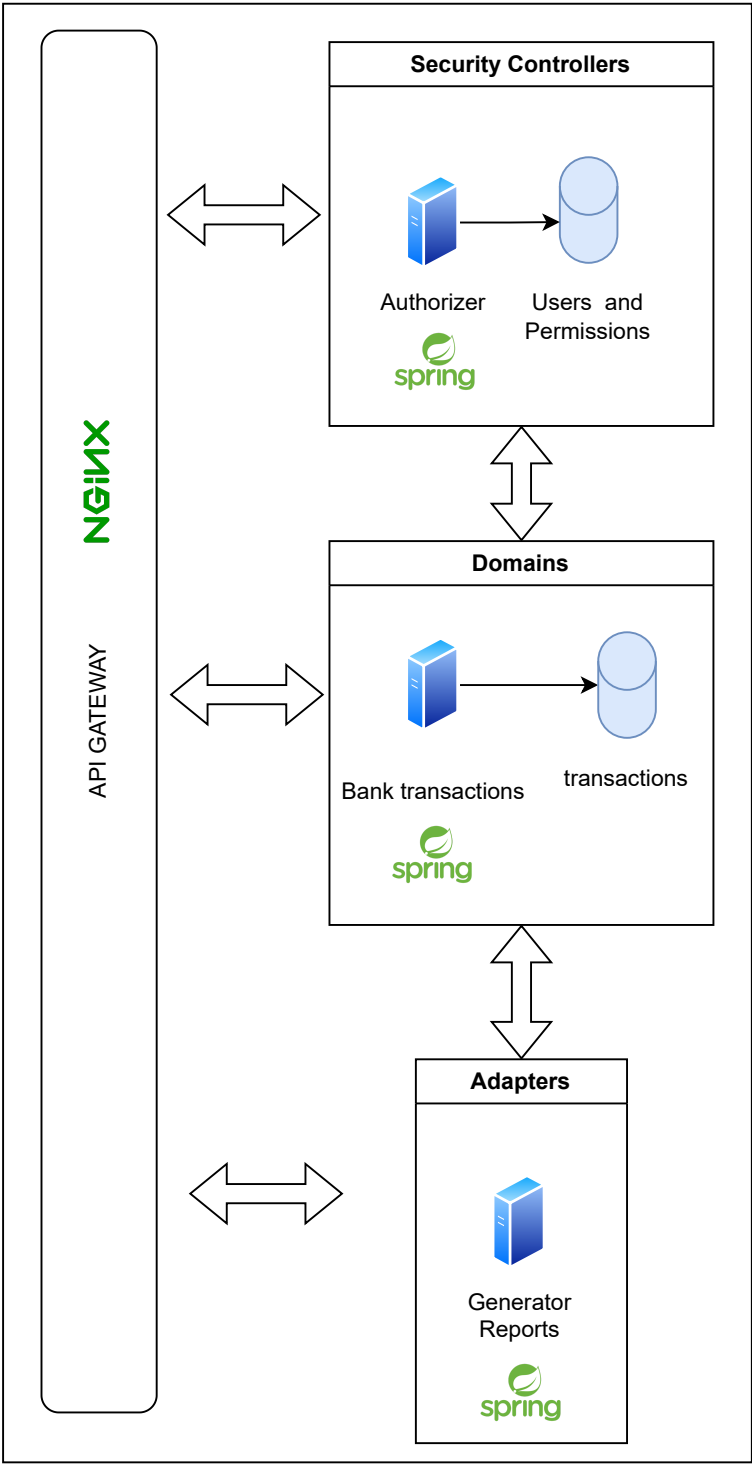 NGINX
API GATEWAY
Security Controllers
Authorizer
Users and
Permissions
spring
Domains
Bank transactions
transactions
spring
Adapters
Generator
Reports
spring